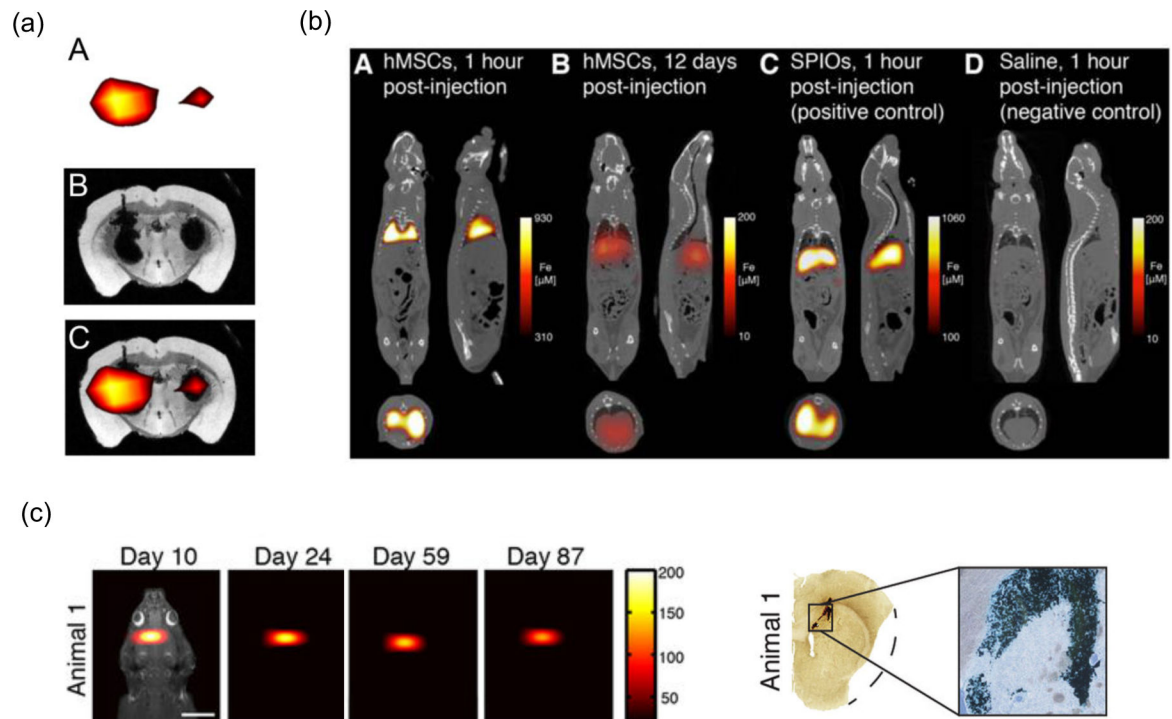 (a)
A
B
C
(b)
A hMSCs, 1 hour
post-injection
930
Fe
[µM]
310
B hMSCs, 12 days
post-injection
200
Fe
[µM]
10
C SPIOs, 1 hour
post-injection
(positive control)
1060
Fe
[µM]
100
D Saline, 1 hour
post-injection
(negative control)
200
Fe
[µM]
10
(c)
Day 10
Day 24
Day 59
Day 87
Animal 1
200
150
100
50
Animal 1